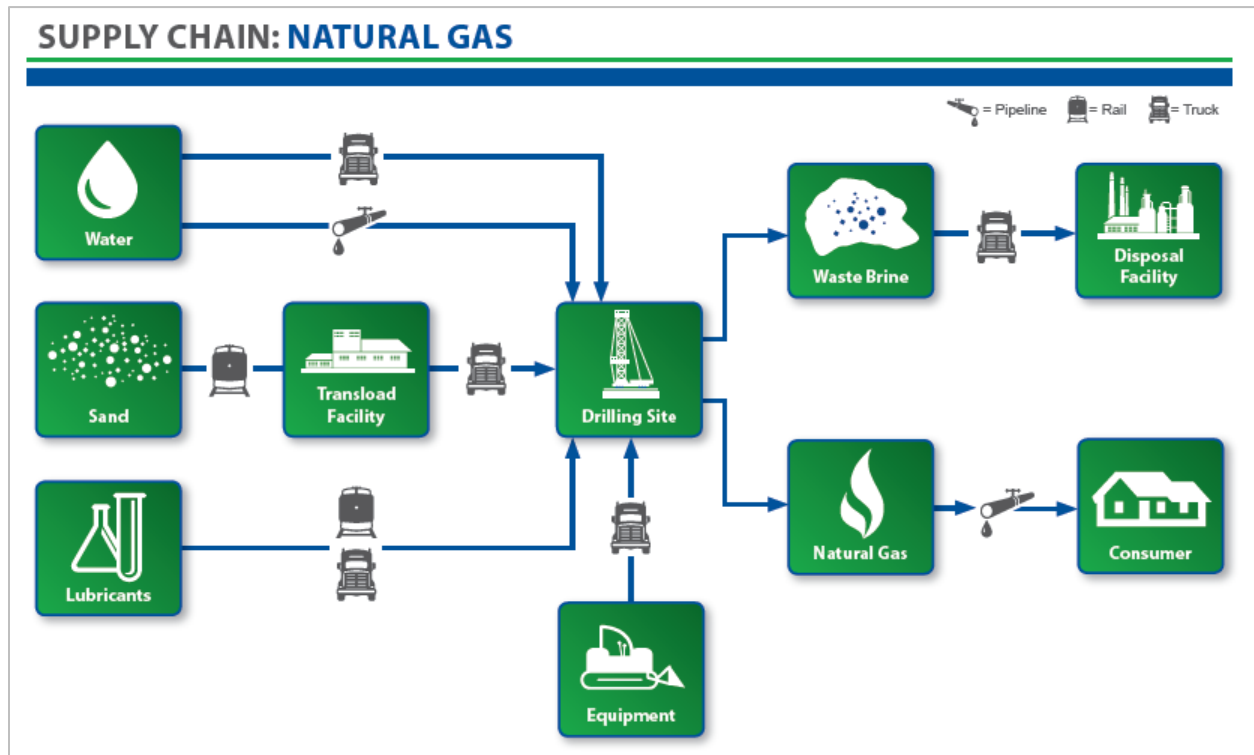 SUPPLY CHAIN: NATURAL GAS
= Pipeline = Rail = Truck
Water
Waste Brine
Disposal
Facility
Sand
Transload
Facility
Drilling Site
Lubricants
Natural Gas
Consumer
Equipment